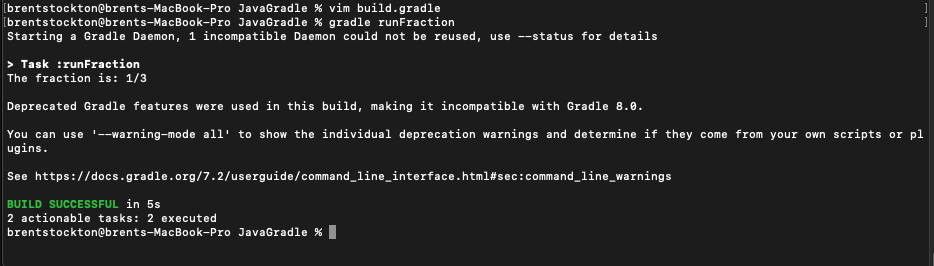 [brentstockton@brents-MacBook-Pro JavaGradle % vim build.gradle ]
[brentstockton@brents-MacBook-Pro JavaGradle % gradle runFraction ]
Starting a Gradle Daemon, 1 incompatible Daemon could not be reused, use --status for details
> Task :runFraction
The fraction is: 1/3
Deprecated Gradle features were used in this build, making it incompatible with Gradle 8.0.
You can use '--warning-mode all' to show the individual deprecation warnings and determine if they come from your own scripts or pl
ugins.
See https://docs.gradle.org/7.2/userguide/command_line_interface.html#sec:command_line_warnings
BUILD SUCCESSFUL in 5s
2 actionable tasks: 2 executed
brentstockton@brents-MacBook-Pro JavaGradle %